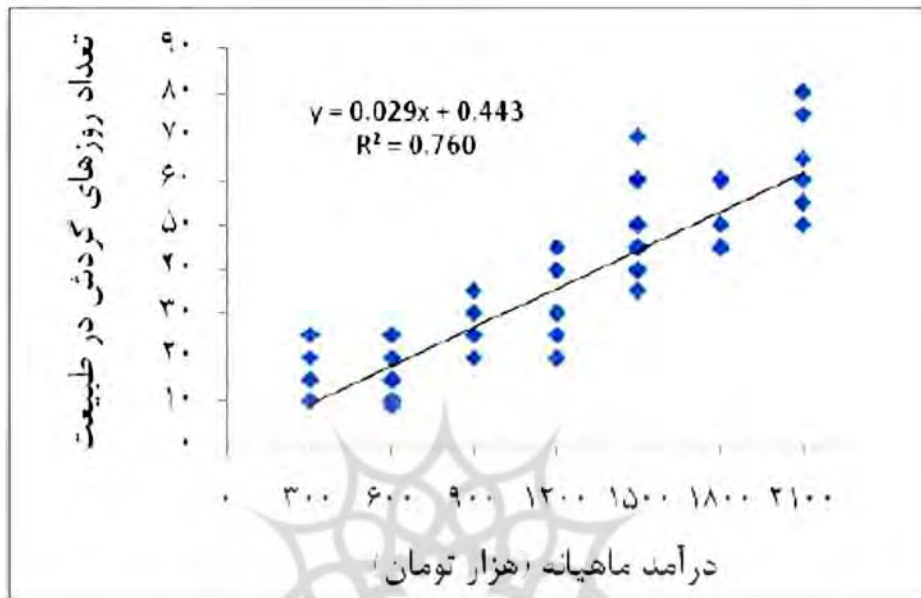 تعداد روزهای گردش در طبیعت
۹۰
۸۰
۷۰
۶۰
۵۰
۴۰
۳۰
۲۰
۱۰
۰
y = 0.029x + 0.443
R² = 0.760
۰ ۳۰۰ ۶۰۰ ۹۰۰ ۱۲۰۰ ۱۵۰۰ ۱۸۰۰ ۲۱۰۰
درآمد ماهیانه (هزار تومان)